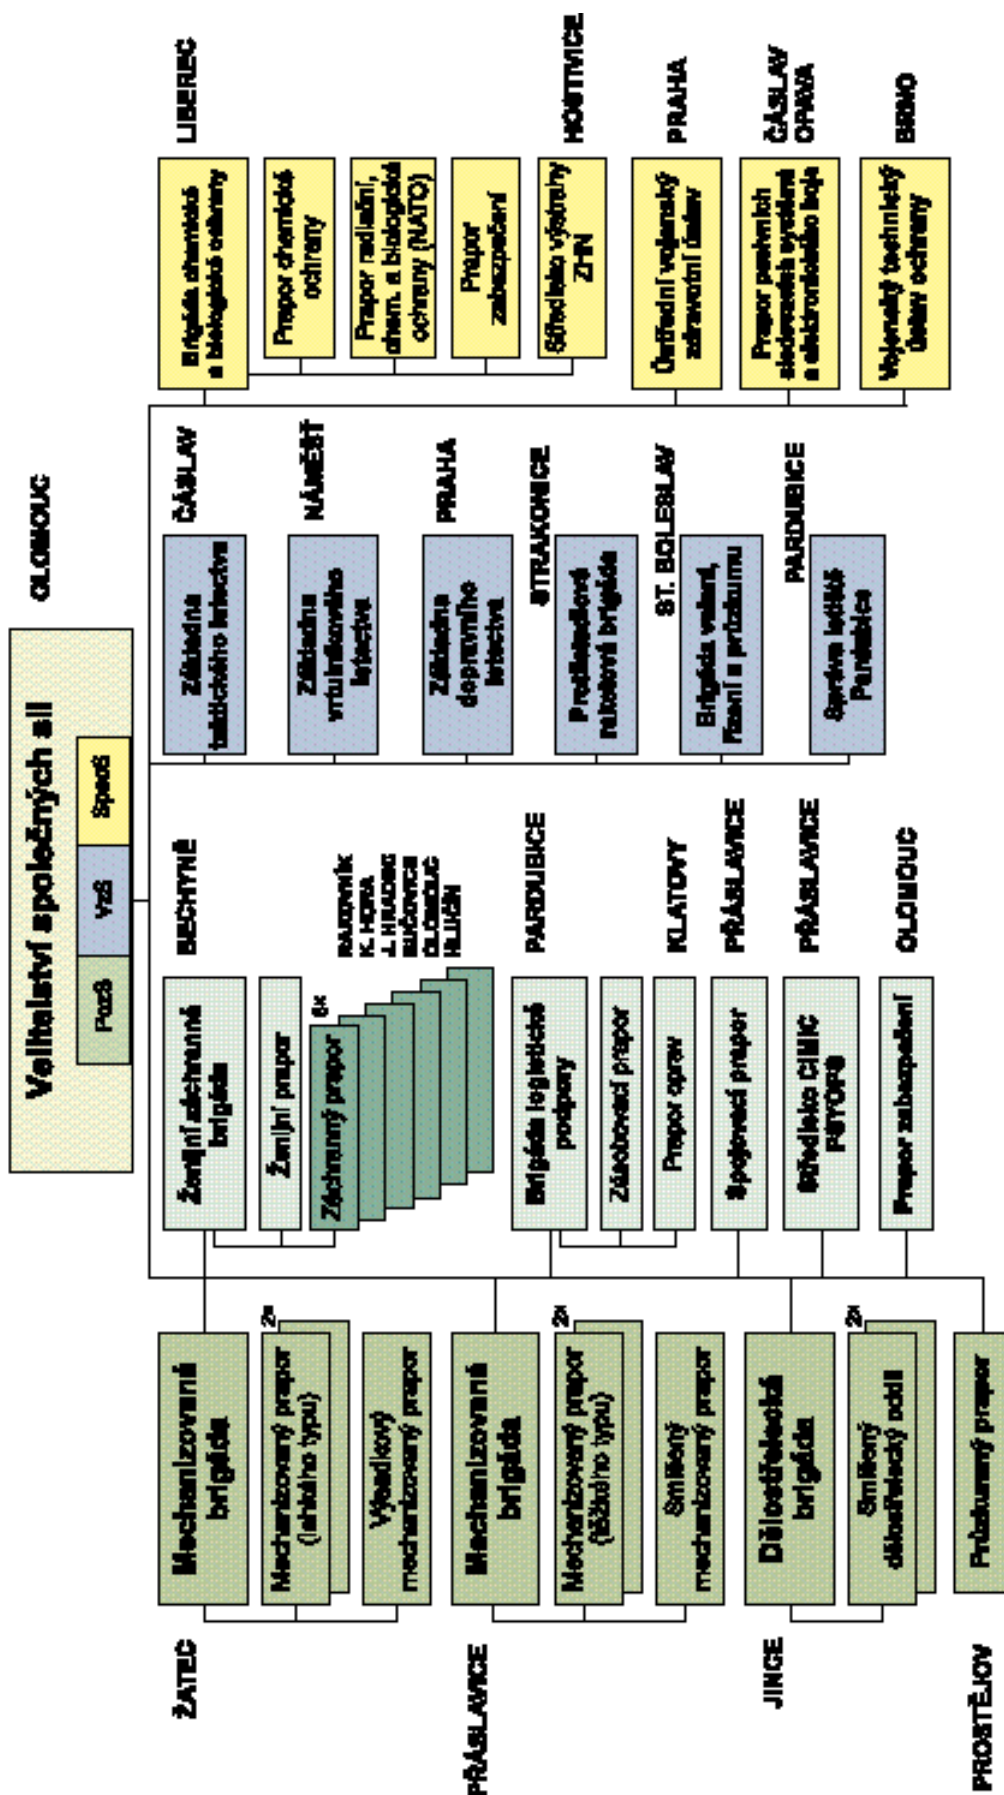 Velitelství společných sil
OLOMOUC
PozS
VzS
SpecS
ŽATEC
Mechanizovaná
brigáda
2×
Mechanizovaný prapor
(lehkého typu)
Výsadkový
mechanizovaný prapor
PŘÁSLAVICE
Mechanizovaná
brigáda
2×
Mechanizovaný prapor
(těžkého typu)
Smíšený
mechanizovaný prapor
JINCE
Dělostřelecká
brigáda
2×
Smíšený
dělostřelecký oddíl
PROSTĚJOV
Průzkumný prapor
Ženijní záchranná
brigáda
BECHYNĚ
Ženijní prapor
Záchranný prapor
6×
RAKOVNÍK
K. HORA
J. HRADEC
BUČOVICE
OLOMOUC
HLUČÍN
Brigáda logistické
podpory
PARDUBICE
Zásobovací prapor
Prapor oprav
KLATOVY
Spojovací prapor
PŘÁSLAVICE
Středisko CIMIC
PSYOPS
PŘÁSLAVICE
Prapor zabezpečení
OLOMOUC
Základna
taktického letectva
ČÁSLAV
Základna
vrtulníkového
letectva
NÁMĚŠŤ
Základna
dopravního
letectva
PRAHA
Protiletadlová
raketová brigáda
STRAKONICE
Brigáda velení,
řízení a průzkumu
ST. BOLESLAV
Správa letiště
Pardubice
PARDUBICE
Brigáda chemické
a biologické ochrany
LIBEREC
Prapor chemické
ochrany
Prapor radiační,
chem. a biologické
ochrany (NATO)
Prapor
zabezpečení
Středisko výstrahy
ZHN
HOSTIVICE
Ústřední vojenský
zdravotní ústav
PRAHA
Prapor pasivních
sledovacích systémů
a elektronického boje
ČÁSLAV
OPAVA
Vojenský technický
ústav ochrany
BRNO